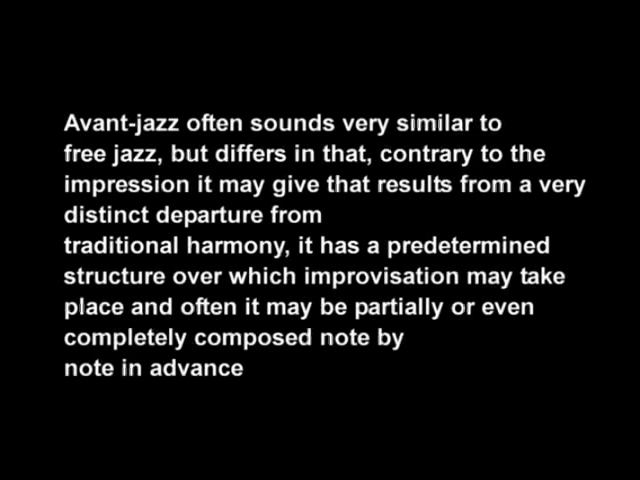 Avant-jazz often sounds very similar to
free jazz, but differs in that, contrary to the
impression it may give that results from a very
distinct departure from
traditional harmony, it has a predetermined
structure over which improvisation may take
place and often it may be partially or even
completely composed note by
note in advance